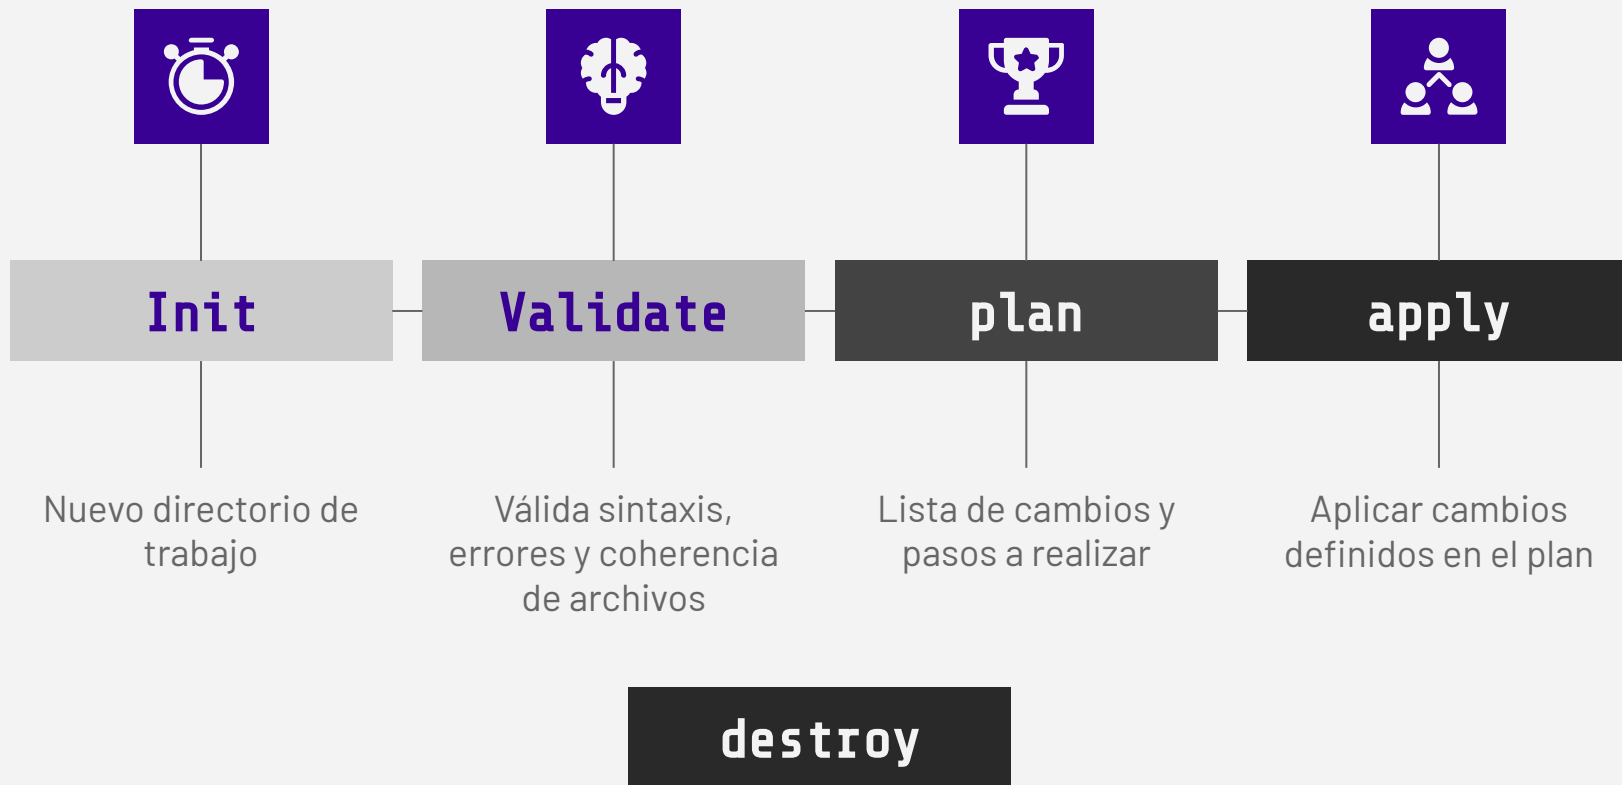 Init
Validate
plan
apply
Nuevo directorio de
trabajo
Válida sintaxis,
errores y coherencia
de archivos
Lista de cambios y
pasos a realizar
Aplicar cambios
definidos en el plan
destroy